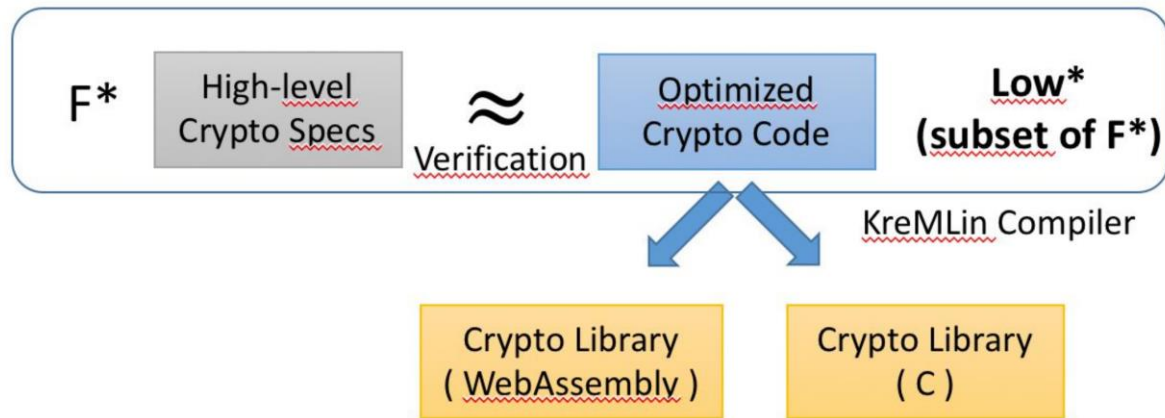 F*
High-level
Crypto Specs
≈
Verification
Optimized
Crypto Code
Low*
(subset of F*)
KreMLin Compiler
Crypto Library
( WebAssembly )
Crypto Library
( C )